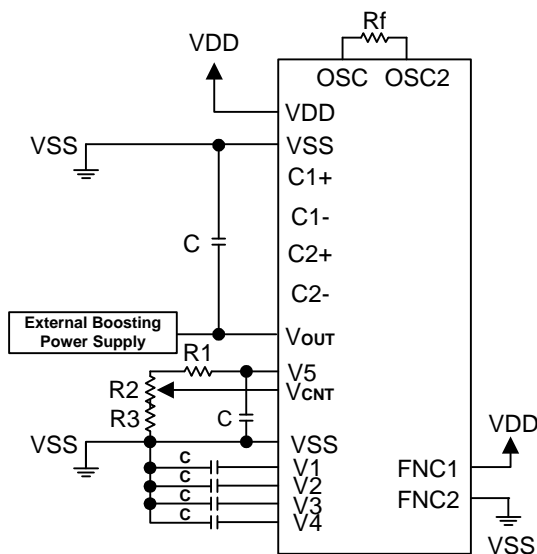 Rf
VDD
OSC OSC2
VDD
VSS VSS
C1+
C1-
C C2+
C2-
External Boosting
Power Supply
VOUT
R1
V5
R2 VCNT
R3 C
VDD
VSS VSS
C V1 FNC1
C V2
C V3 FNC2
C V4
VSS